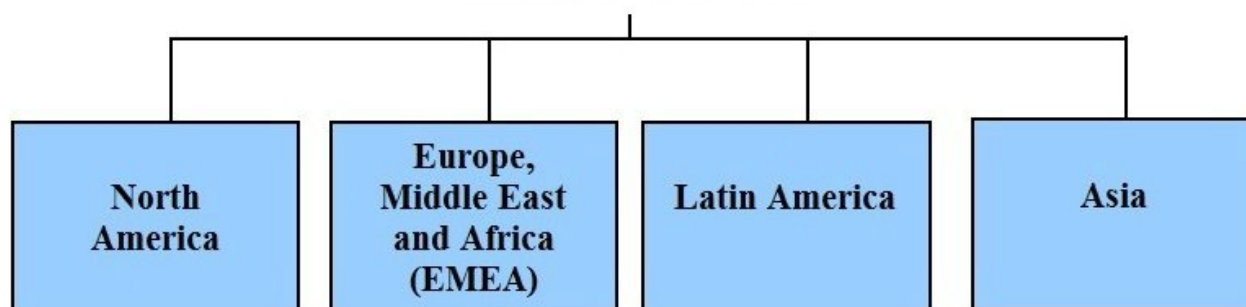 North
America
Europe,
Middle East
and Africa
(EMEA)
Latin America
Asia